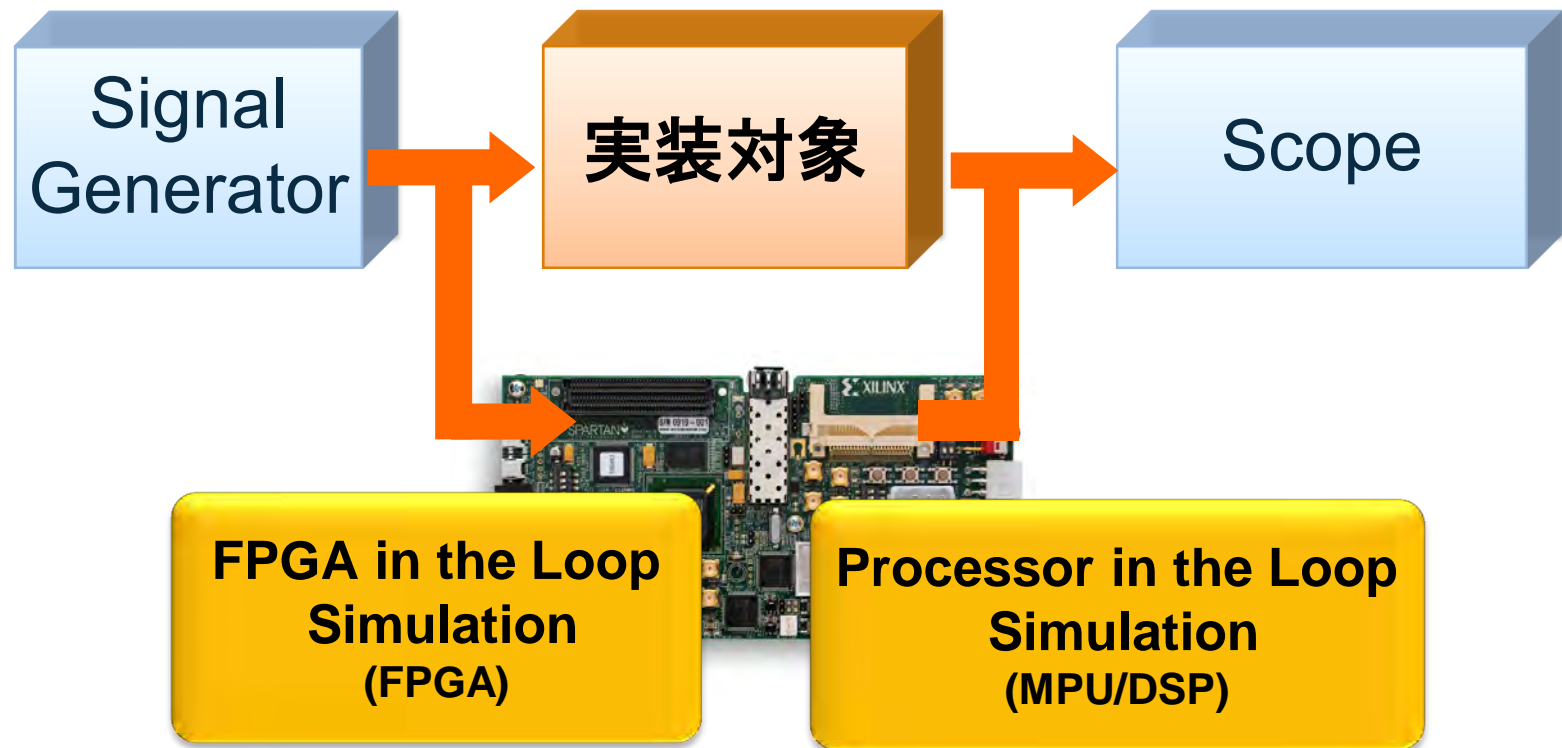 Signal
Generator
実装対象
Scope
XILINX
SPARTAN
FPGA in the Loop
Simulation
(FPGA)
Processor in the Loop
Simulation
(MPU/DSP)